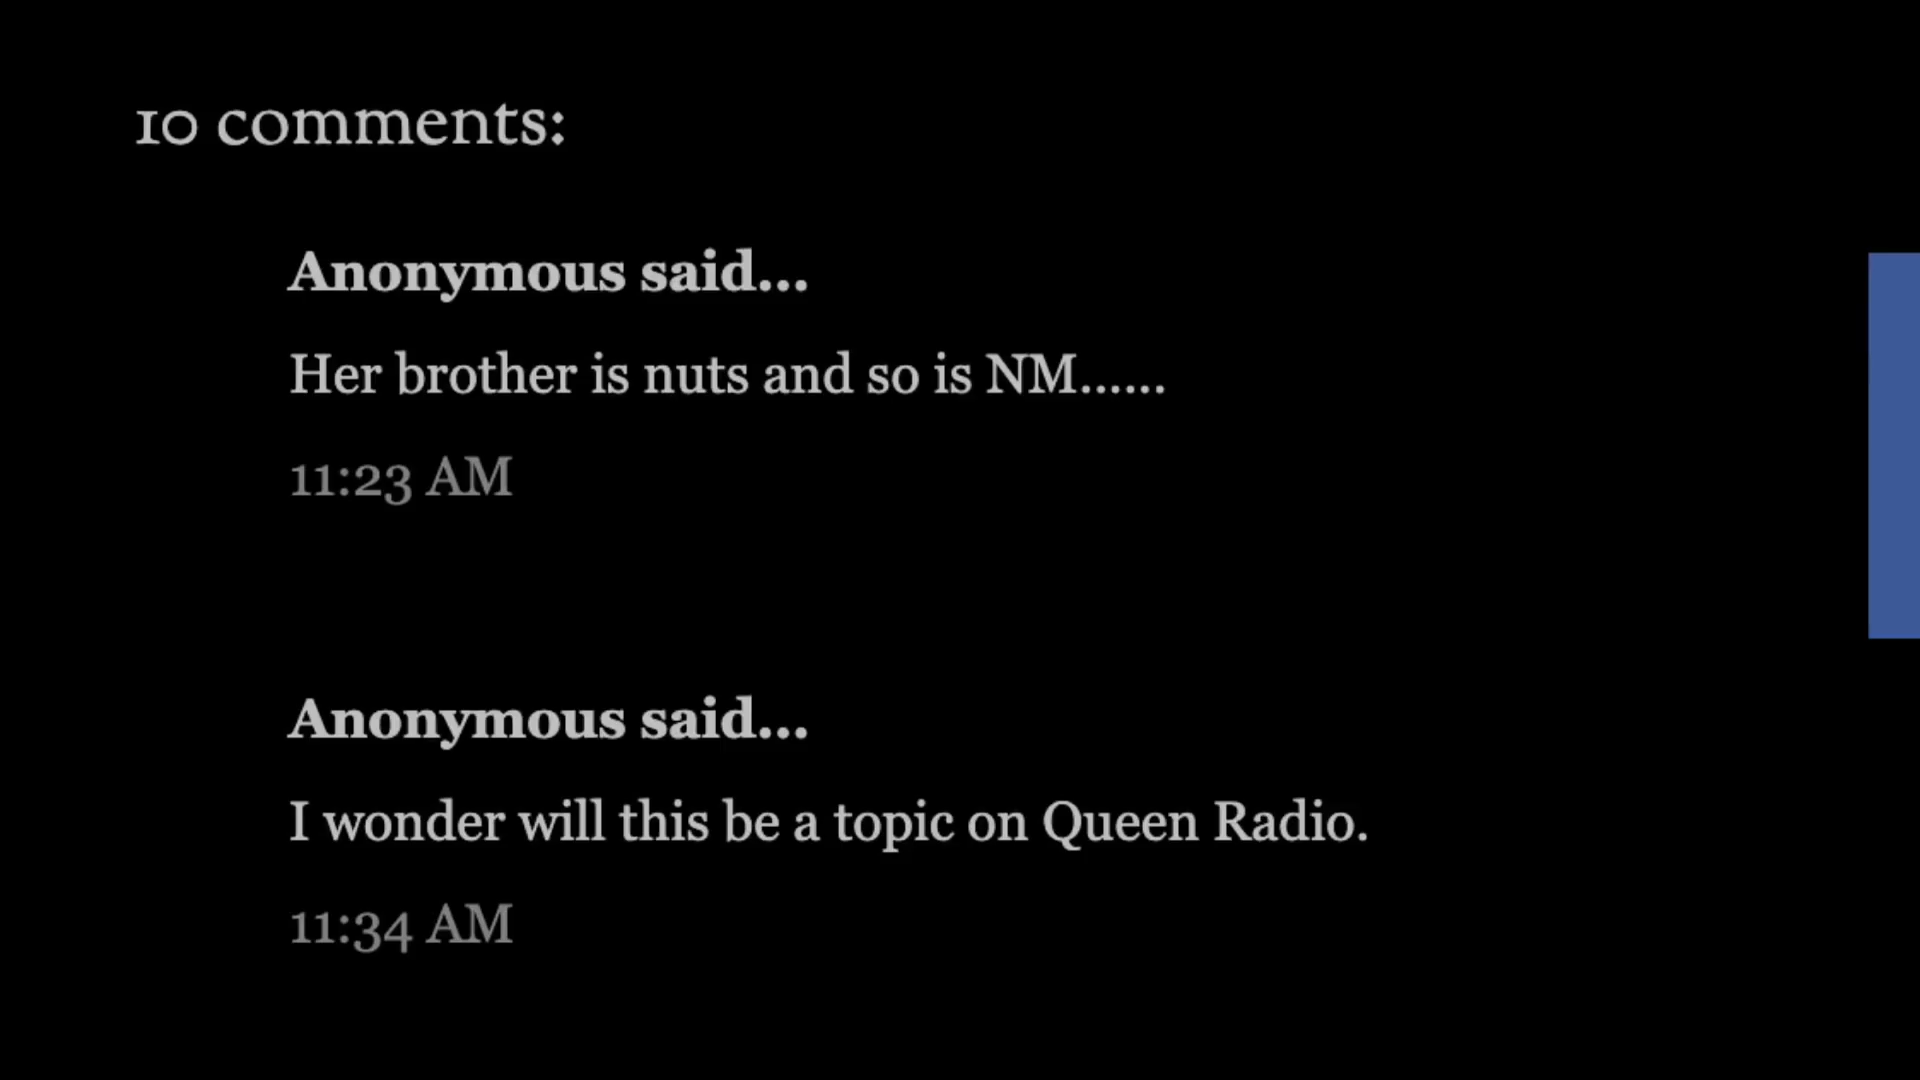 10 comments:
Anonymous said...
Her brother is nuts and so is NM......
11:23 AM
Anonymous said...
I wonder will this be a topic on Queen Radio.
11:34 AM